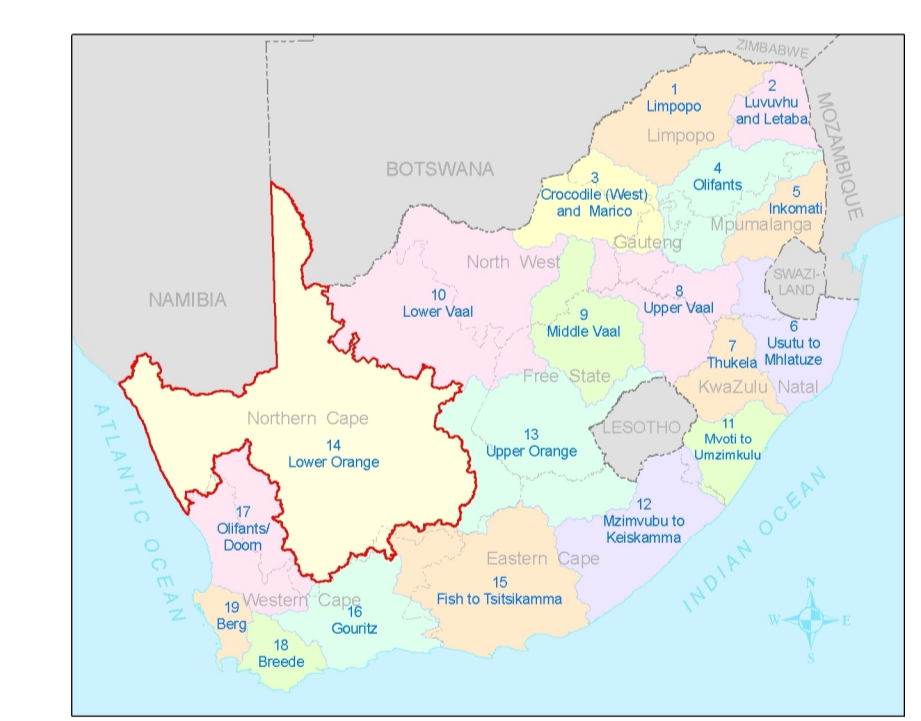 ZIMBABWE
1
Limpopo
2
Luvuvhu
and Letaba
MOZAMBIQUE
Limpopo
BOTSWANA
3
Crocodile (West)
and Marico
4
Olifants
5
Inkomati
Mpumalanga
Gauteng
North West
SWAZI-
LAND
NAMIBIA
10
Lower Vaal
8
Upper Vaal
9
Middle Vaal
6
Usutu to
Mhlatuze
7
Thukela
Free State
KwaZulu Natal
ATLANTIC OCEAN
Northern Cape
14
Lower Orange
13
Upper Orange
LESOTHO
11
Mvoti to
Umzimkulu
17
Olifants/
Doorn
12
Mzimvubu to
Keiskamma
INDIAN OCEAN
Eastern Cape
15
Fish to Tsitsikamma
Western Cape
19
Berg
16
Gouritz
18
Breede
N
W
E
S